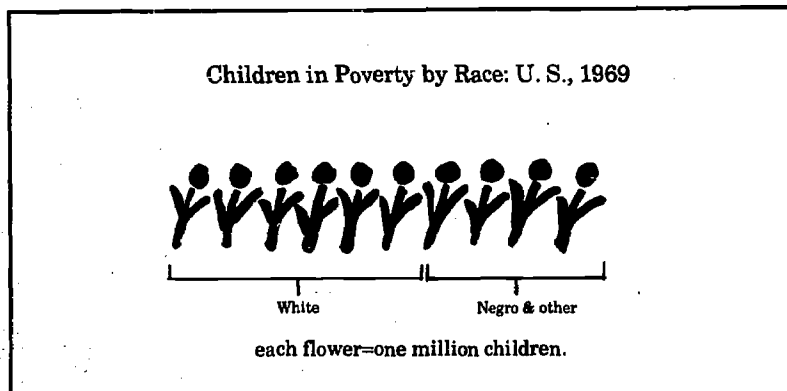 Children in Poverty by Race: U. S., 1969
White
Negro & other
each flower=one million children.